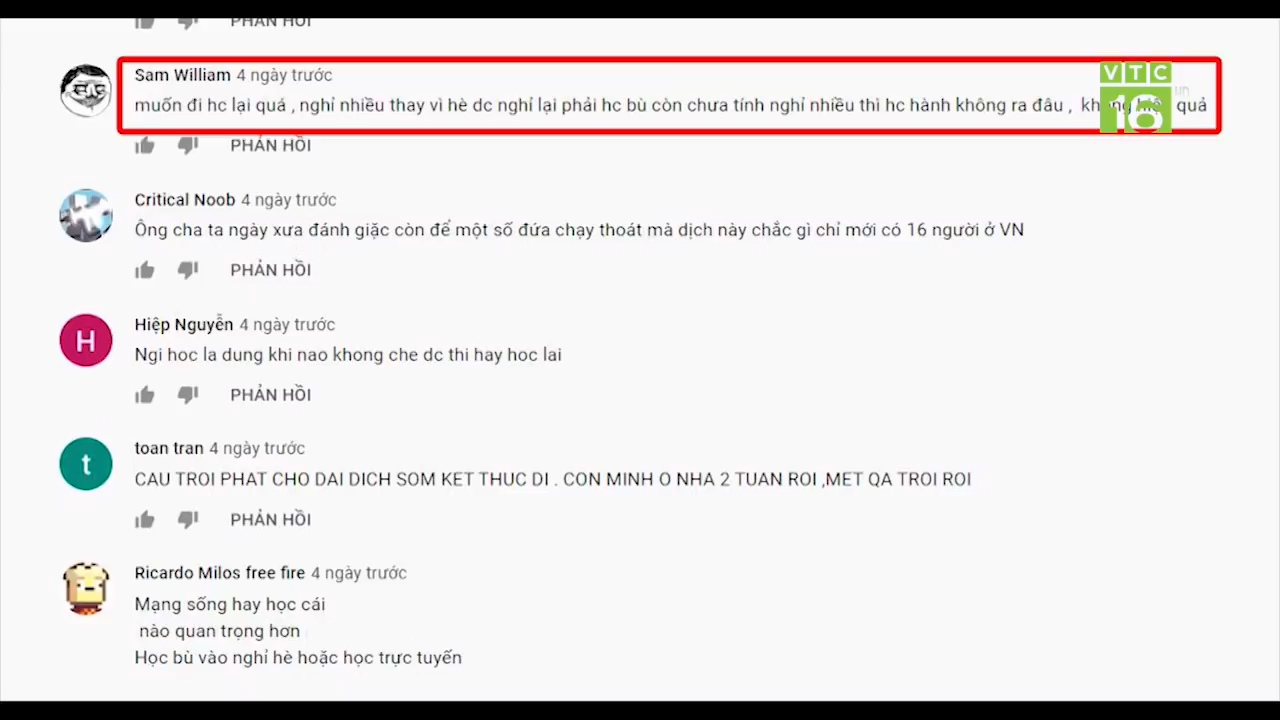 PHẢN HỒI
Sam William 4 ngày trước
muốn đi hc lại quá , nghỉ nhiều thay vì hè dc nghỉ lại phải hc bù còn chưa tính nghỉ nhiều thì hc hành không ra đâu , quả
VTC
16
PHẢN HỒI
Critical Noob 4 ngày trước
Ông cha ta ngày xưa đánh giặc còn để một số đứa chạy thoát mà dịch này chắc gì chỉ mới có 16 người ở VN
PHẢN HỒI
H
Hiệp Nguyễn 4 ngày trước
Ngi hoc la dung khi nao khong che dc thi hay hoc lai
PHẢN HỒI
t
toan tran 4 ngày trước
CAU TROI PHAT CHO DAI DICH SOM KET THUC DI . CON MINH O NHA 2 TUAN ROI ,MET QA TROI ROI
PHẢN HỒI
Ricardo Milos free fire 4 ngày trước
Mạng sống hay học cái
nào quan trọng hơn
Học bù vào nghỉ hè hoặc học trực tuyến